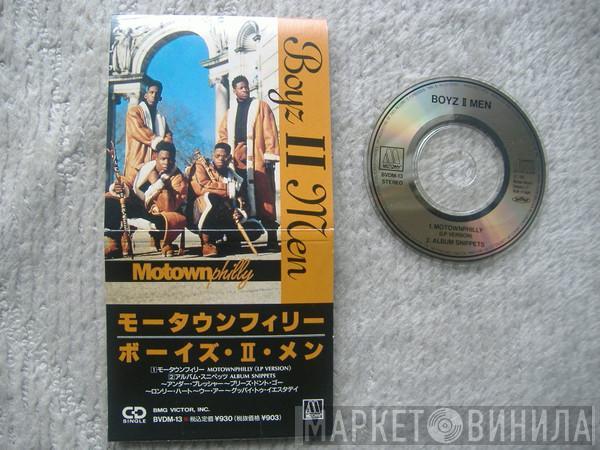 Boyz II Men
Motownphilly
モータウンフィリー
ボーイズ・II・メン
①モータウンフィリー MOTOWNPHILLY (LP VERSION)
②アルバム・スニペッツ ALBUM SNIPPETS
〜アンダー・プレッシャー〜プリーズ・ドント・ゴー
〜ロンリー・ハート〜ウー・アー〜グッバイ・トゥ・イエスタデイ
CD
SINGLE
BMG VICTOR, INC.
BVDM-13 ● 税込定価 ¥930 (税抜価格 ¥903)
BOYZ II MEN
MOTOWN
BVDM-13
STEREO
1. MOTOWNPHILLY
(LP VERSION)
2. ALBUM SNIPPETS
МАРКЕТ ВИНИЛА